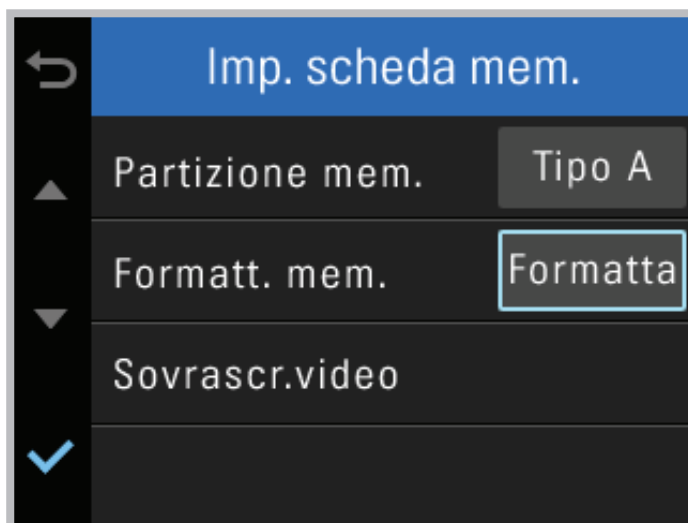 Imp. scheda mem.
Partizione mem. Tipo A
Formatt. mem. Formatta
Sovrascr.video